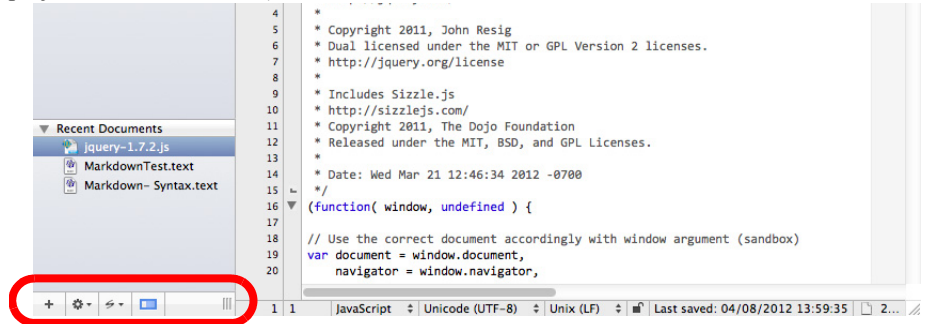 4 *
5 * Copyright 2011, John Resig
6 * Dual licensed under the MIT or GPL Version 2 licenses.
7 * http://jquery.org/license
8 *
9 * Includes Sizzle.js
10 * http://sizzlejs.com/
Recent Documents
11 * Copyright 2011, The Dojo Foundation
jquery-1.7.2.js
12 * Released under the MIT, BSD, and GPL Licenses.
13 *
MarkdownTest.text
14 * Date: Wed Mar 21 12:46:34 2012 -0700
Markdown- Syntax.text
15 */
16 (function( window, undefined ) {
17
18 // Use the correct document accordingly with window argument (sandbox)
19 var document = window.document,
20 navigator = window.navigator,
1 1 JavaScript Unicode (UTF-8) Unix (LF) Last saved: 04/08/2012 13:59:35 2...